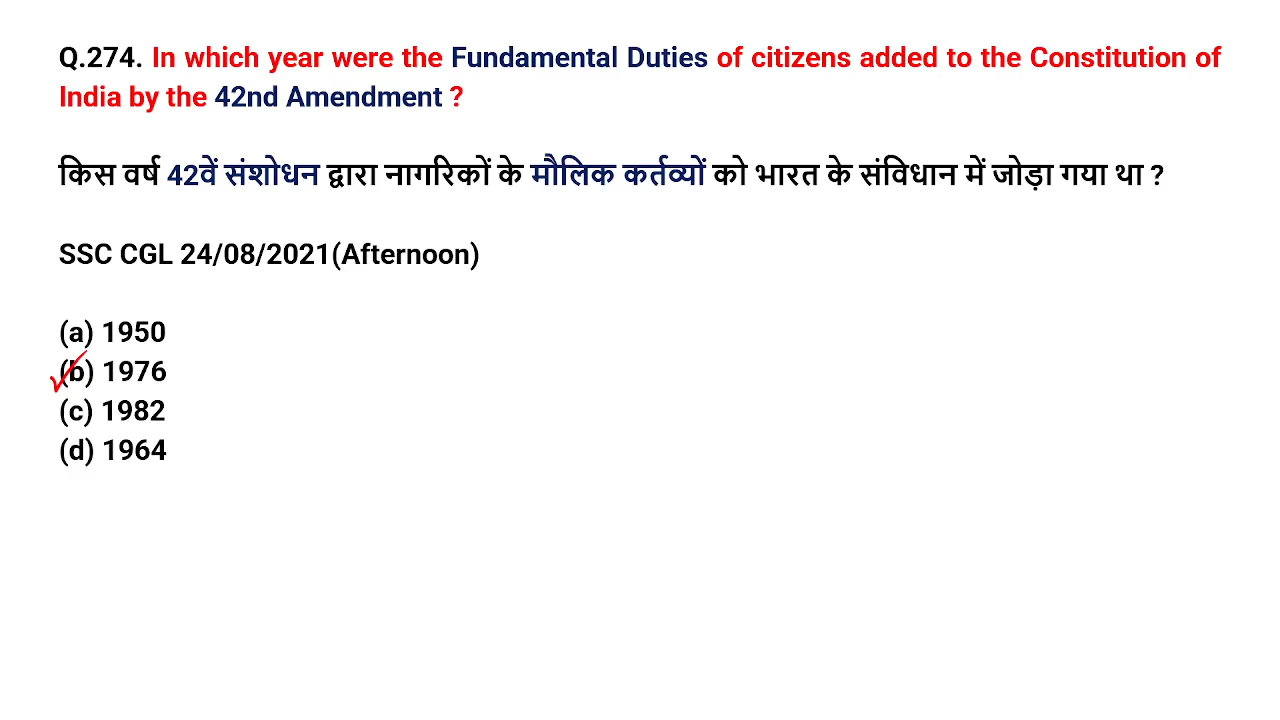 Q.274. In which year were the Fundamental Duties of citizens added to the Constitution of
India by the 42nd Amendment ?
किस वर्ष 42वें संशोधन द्वारा नागरिकों के मौलिक कर्तव्यों को भारत के संविधान में जोड़ा गया था ?
SSC CGL 24/08/2021(Afternoon)
(a) 1950
(b) 1976
(c) 1982
(d) 1964